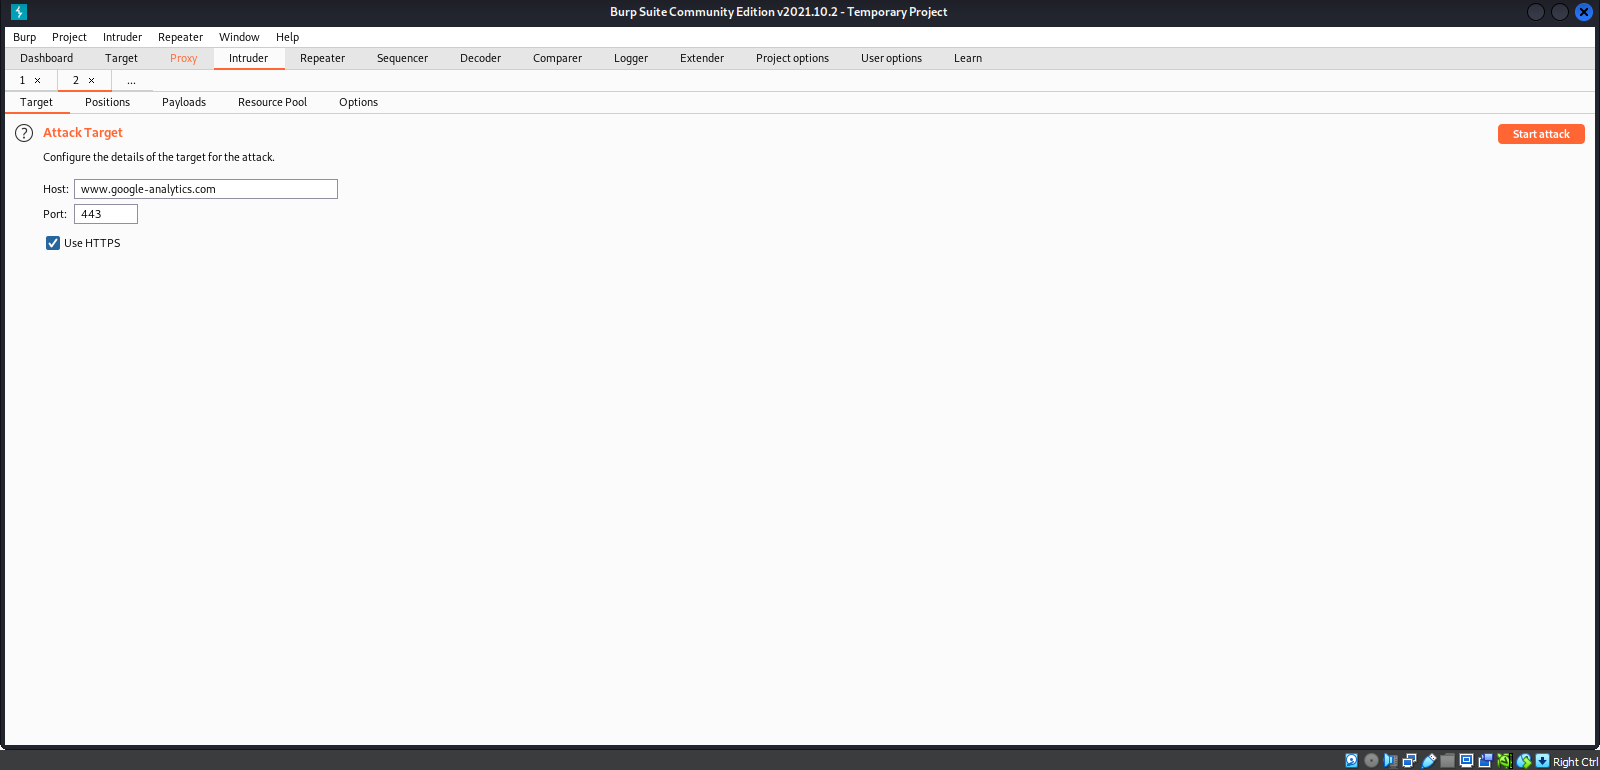 Burp Suite Community Edition v2021.10.2 - Temporary Project
Burp Project Intruder Repeater Window Help
Dashboard Target Proxy Intruder Repeater Sequencer Decoder Comparer Logger Extender Project options User options Learn
1 × 2 × ...
Target Positions Payloads Resource Pool Options
? Attack Target Start attack
Configure the details of the target for the attack.
Host: www.google-analytics.com
Port: 443
Use HTTPS
Right Ctrl